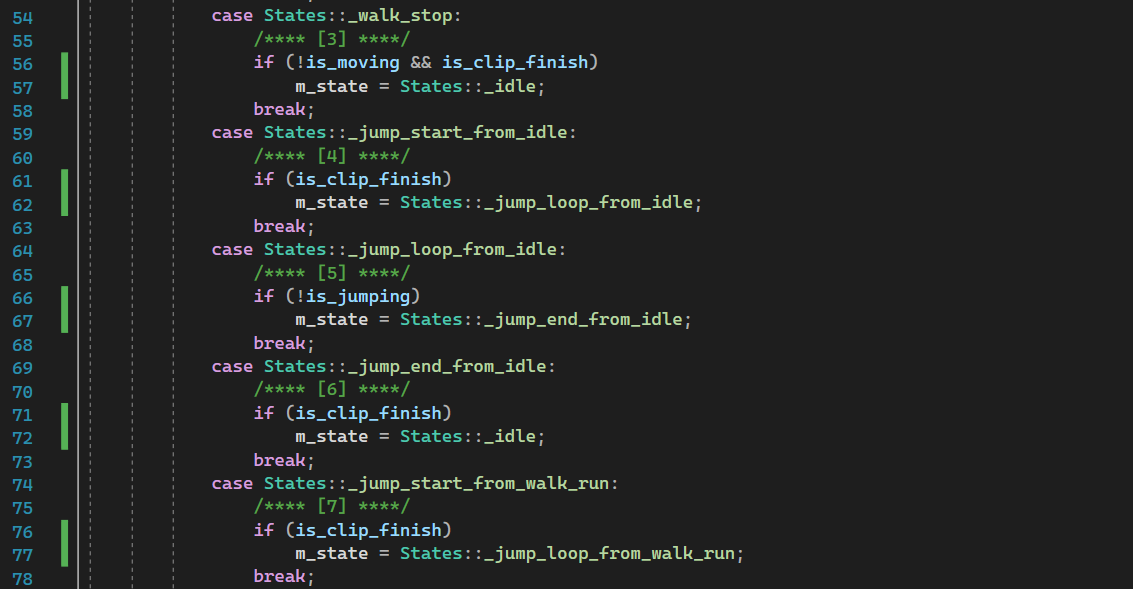 54 case States::_walk_stop:
55 /**** [3] ****/
56 if (!is_moving && is_clip_finish)
57 m_state = States::_idle;
58 break;
59 case States::_jump_start_from_idle:
60 /**** [4] ****/
61 if (is_clip_finish)
62 m_state = States::_jump_loop_from_idle;
63 break;
64 case States::_jump_loop_from_idle:
65 /**** [5] ****/
66 if (!is_jumping)
67 m_state = States::_jump_end_from_idle;
68 break;
69 case States::_jump_end_from_idle:
70 /**** [6] ****/
71 if (is_clip_finish)
72 m_state = States::_idle;
73 break;
74 case States::_jump_start_from_walk_run:
75 /**** [7] ****/
76 if (is_clip_finish)
77 m_state = States::_jump_loop_from_walk_run;
78 break;